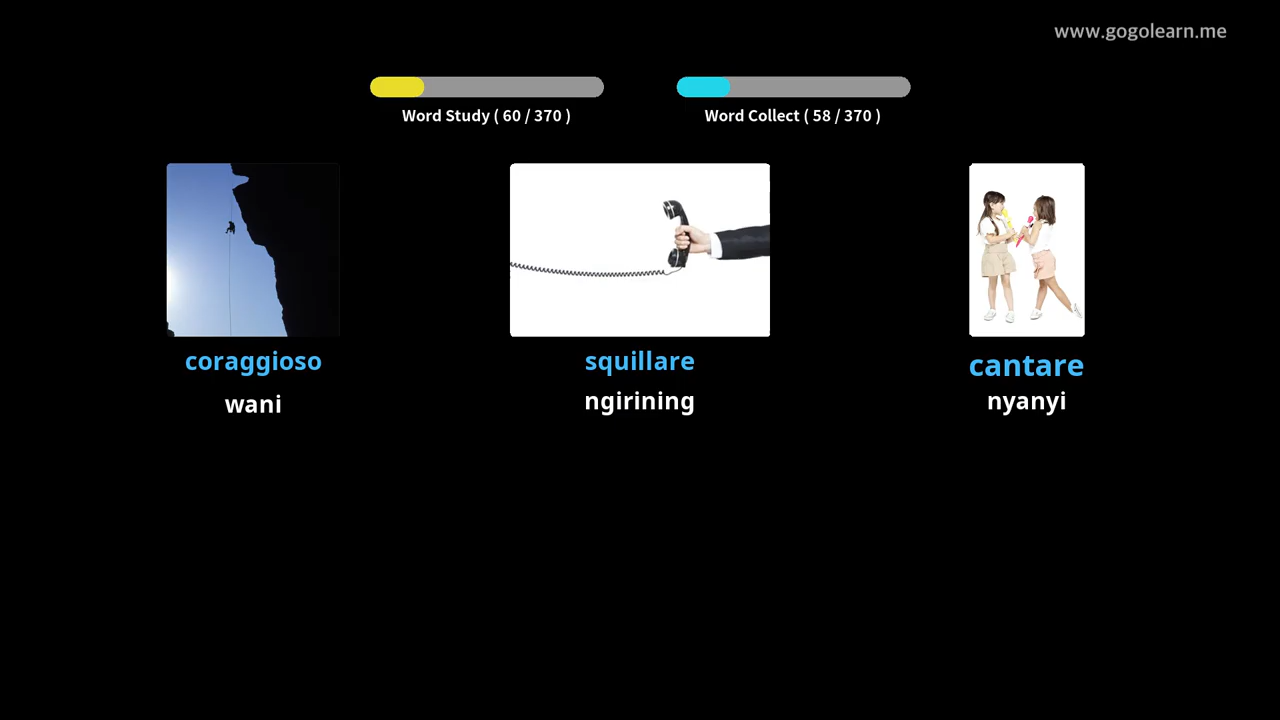 www.gogolearn.me
Word Study ( 60 / 370 )
Word Collect ( 58 / 370 )
coraggioso
wani
squillare
ngirining
cantare
nyanyi